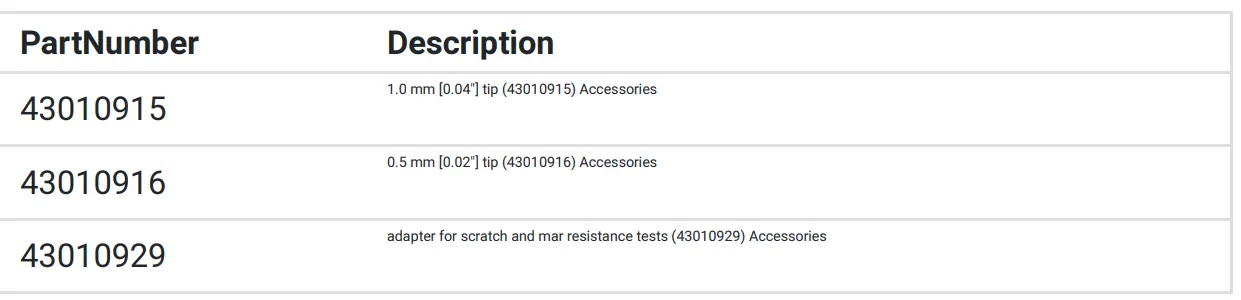 PartNumber Description
43010915 1.0 mm [0.04"] tip (43010915) Accessories
43010916 0.5 mm [0.02"] tip (43010916) Accessories
43010929 adapter for scratch and mar resistance tests (43010929) Accessories